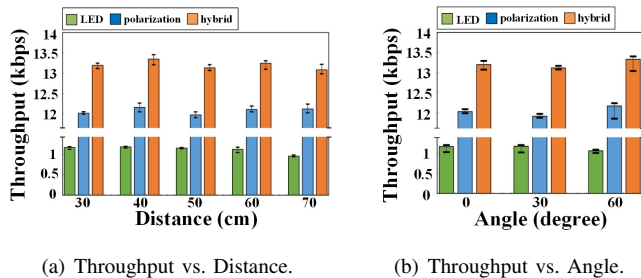 LED polarization hybrid
Throughput (kbps)
14
13.5
13
12.5
12
1
0.5
0
30 40 50 60 70
Distance (cm)
(a) Throughput vs. Distance.
LED polarization hybrid
Throughput (kbps)
14
13.5
13
12.5
12
1
0.5
0
0 30 60
Angle (degree)
(b) Throughput vs. Angle.